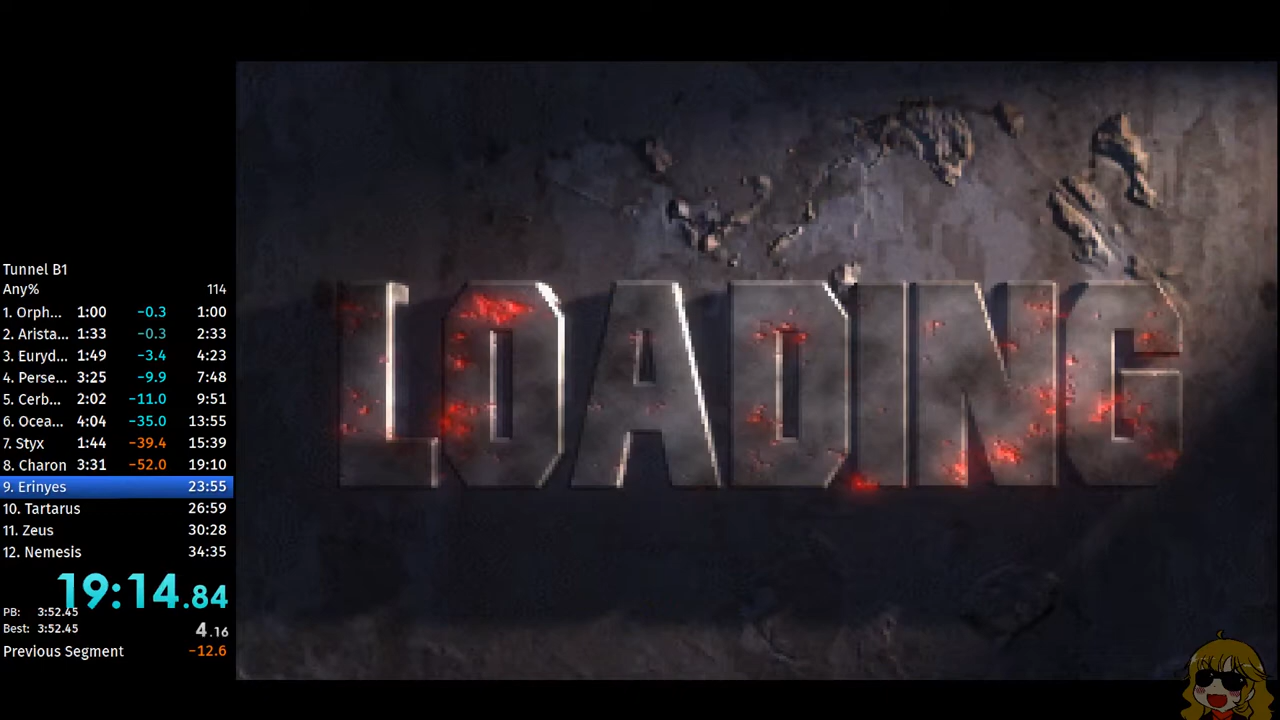 Tunnel B1
Any% 114
1. Orph... 1:00 -0.3 1:00
2. Arista... 1:33 -0.3 2:33
3. Euryd... 1:49 -3.4 4:23
4. Perse... 3:25 -9.9 7:48
5. Cerb... 2:02 -11.0 9:51
6. Ocea... 4:04 -35.0 13:55
7. Styx 1:44 -39.4 15:39
8. Charon 3:31 -52.0 19:10
9. Erinyes 23:55
10. Tartarus 26:59
11. Zeus 30:28
12. Nemesis 34:35
19:14.84
PB: 3:52.45
Best: 3:52.45 4.16
Previous Segment -12.6
LOADING